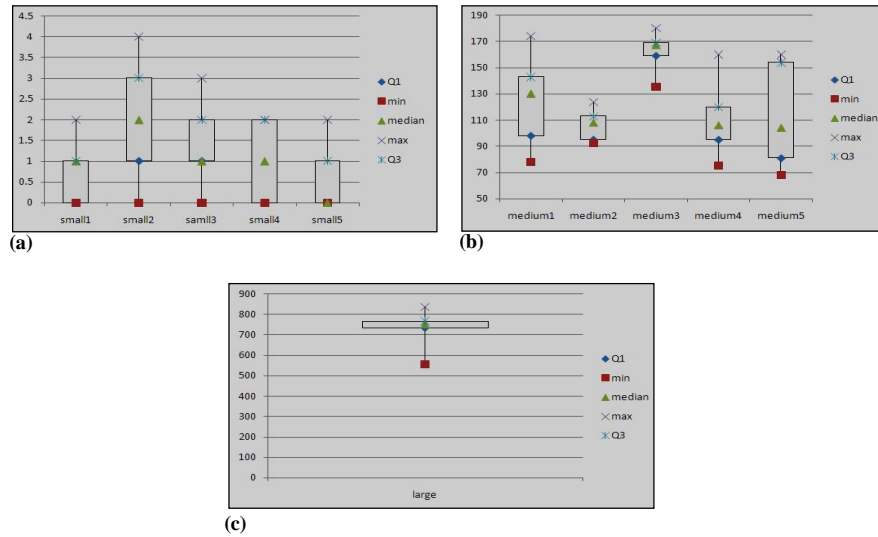 4.5
4
3.5
3
2.5
2
1.5
1
0.5
0
small1 small2 samll3 small4 small5
Q1
min
median
max
Q3
(a)
190
170
150
130
110
90
70
50
medium1 medium2 medium3 medium4 medium5
Q1
min
median
max
Q3
(b)
900
800
700
600
500
400
300
200
100
0
large
Q1
min
median
max
Q3
(c)